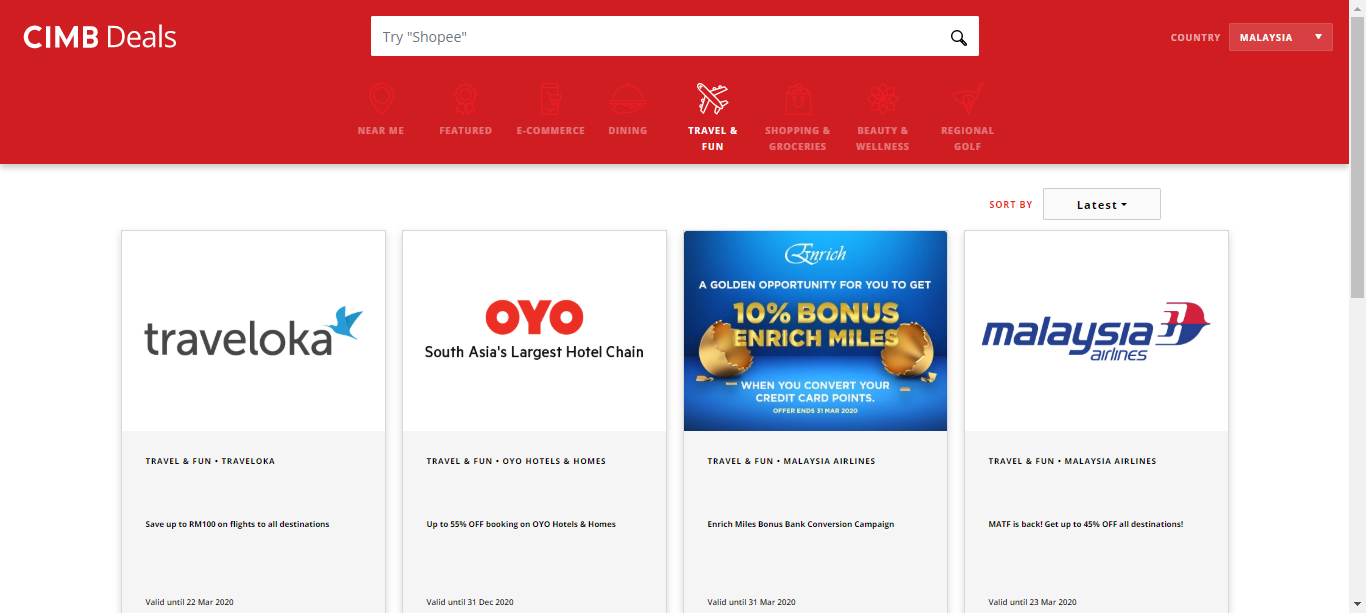 CIMB Deals
Try "Shopee"
COUNTRY
MALAYSIA
NEAR ME
FEATURED
E-COMMERCE
DINING
TRAVEL &
FUN
SHOPPING &
GROCERIES
BEAUTY &
WELLNESS
REGIONAL
GOLF
SORT BY
Latest
traveloka
TRAVEL & FUN • TRAVELOKA
Save up to RM100 on flights to all destinations
Valid until 22 Mar 2020
OYO
South Asia's Largest Hotel Chain
TRAVEL & FUN • OYO HOTELS & HOMES
Up to 55% OFF booking on OYO Hotels & Homes
Valid until 31 Dec 2020
Enrich
A GOLDEN OPPORTUNITY FOR YOU TO GET
10% BONUS
ENRICH MILES
WHEN YOU CONVERT YOUR
CREDIT CARD POINTS.
OFFER ENDS 31 MAR 2020
TRAVEL & FUN • MALAYSIA AIRLINES
Enrich Miles Bonus Bank Conversion Campaign
Valid until 31 Mar 2020
malaysia
airlines
TRAVEL & FUN • MALAYSIA AIRLINES
MATF is back! Get up to 45% OFF all destinations!
Valid until 23 Mar 2020